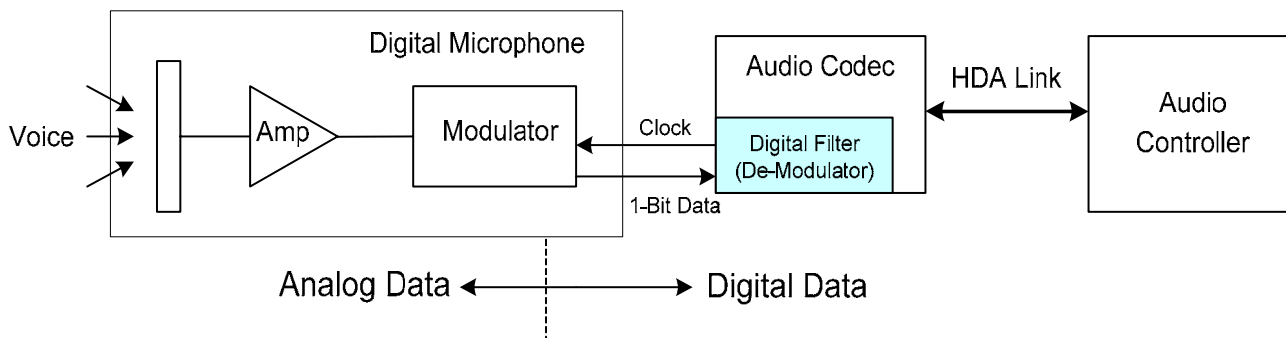 Digital Microphone
Voice
Amp
Modulator
Clock
1-Bit Data
Audio Codec
Digital Filter
(De-Modulator)
HDA Link
Audio
Controller
Analog Data
Digital Data